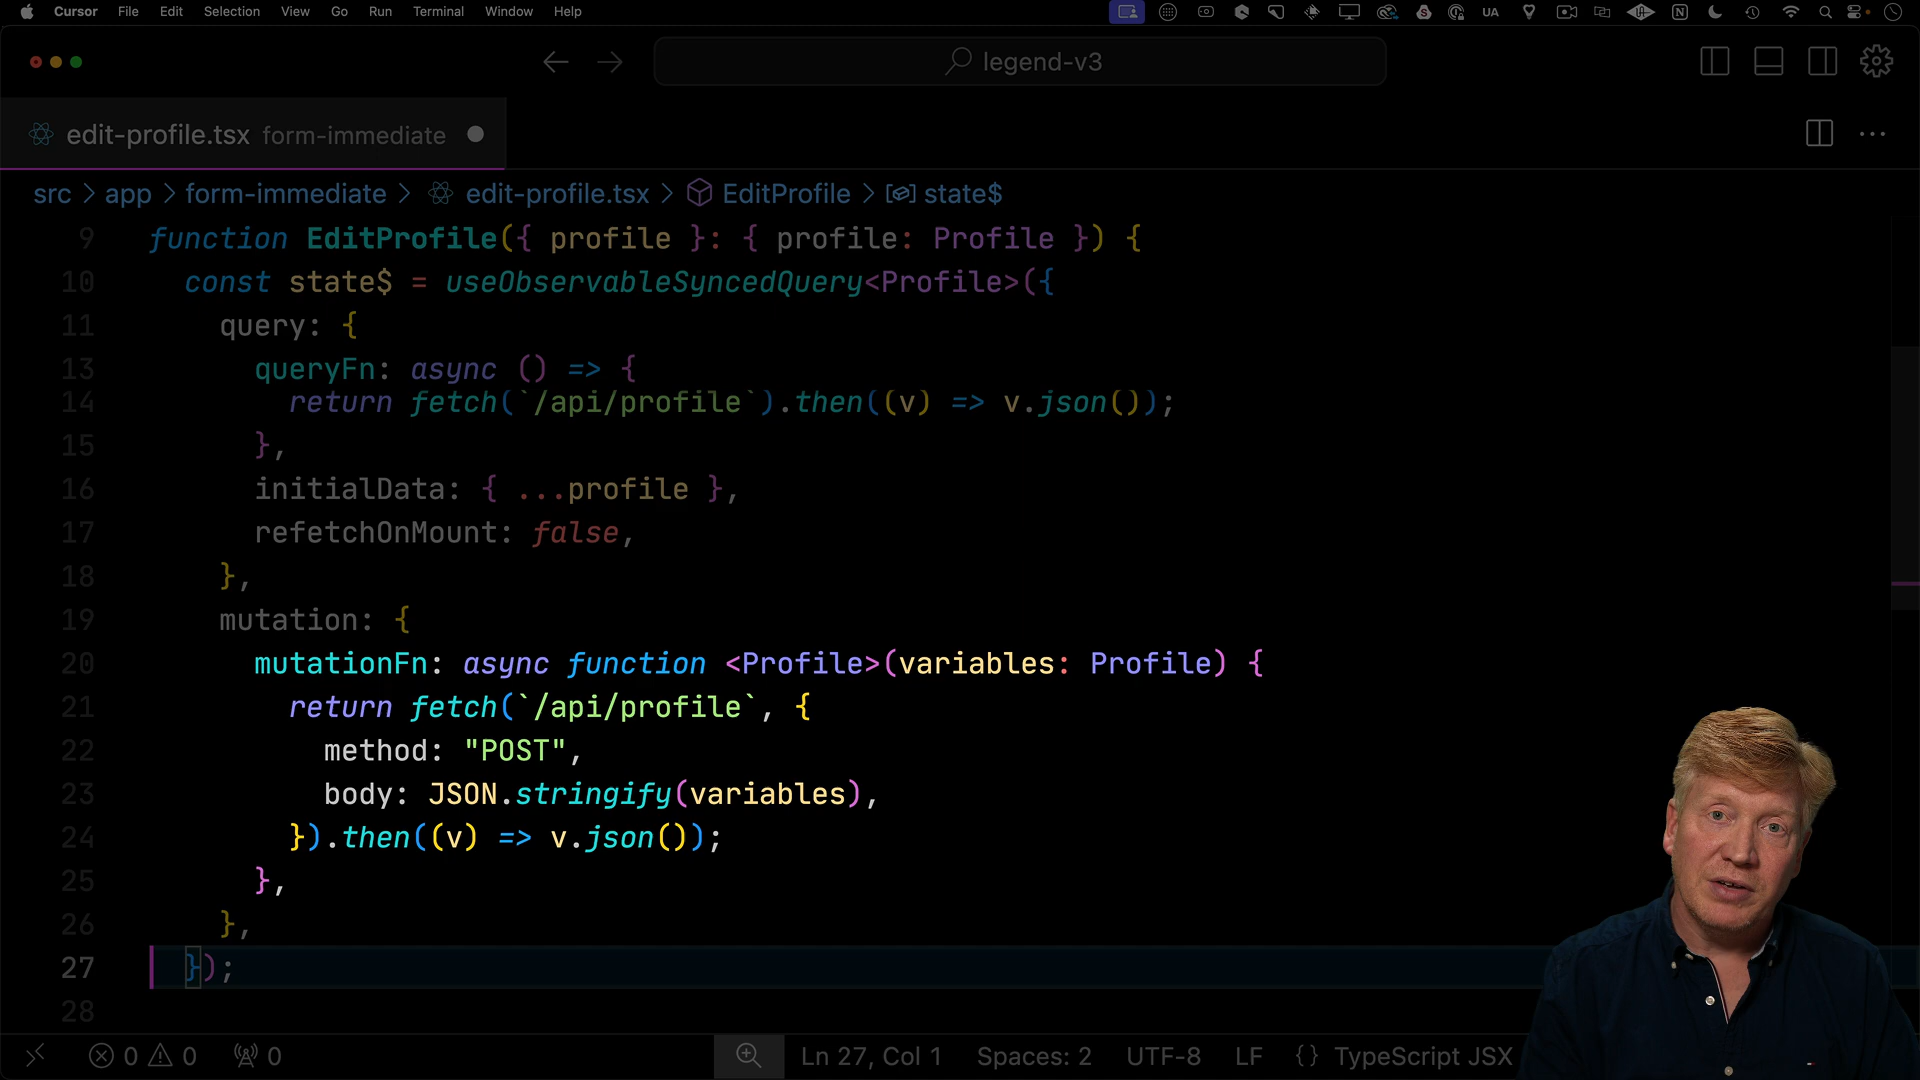 Cursor File Edit Selection View Go Run Terminal Window Help UA
legend-v3
edit-profile.tsx form-immediate
src > app > form-immediate > edit-profile.tsx > EditProfile > state$
9 function EditProfile({ profile }: { profile: Profile }) {
10 const state$ = useObservableSyncedQuery<Profile>({
11 query: {
13 queryFn: async () => {
14 return fetch(`/api/profile`).then((v) => v.json());
15 },
16 initialData: { ...profile },
17 refetchOnMount: false,
18 },
19 mutation: {
20 mutationFn: async function <Profile>(variables: Profile) {
21 return fetch(`/api/profile`, {
22 method: "POST",
23 body: JSON.stringify(variables),
24 }).then((v) => v.json());
25 },
26 },
27 });
28
0 0 0 Ln 27, Col 1 Spaces: 2 UTF-8 LF {} TypeScript JSX